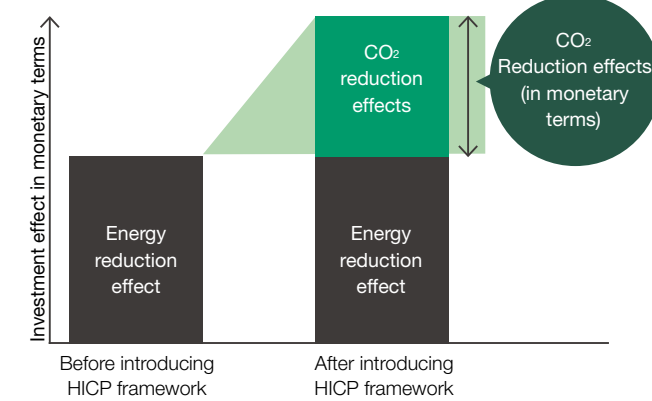 Investment effect in monetary terms
CO₂
reduction
effects
CO₂
Reduction effects
(in monetary
terms)
Energy
reduction
effect
Energy
reduction
effect
Before introducing
HICP framework
After introducing
HICP framework